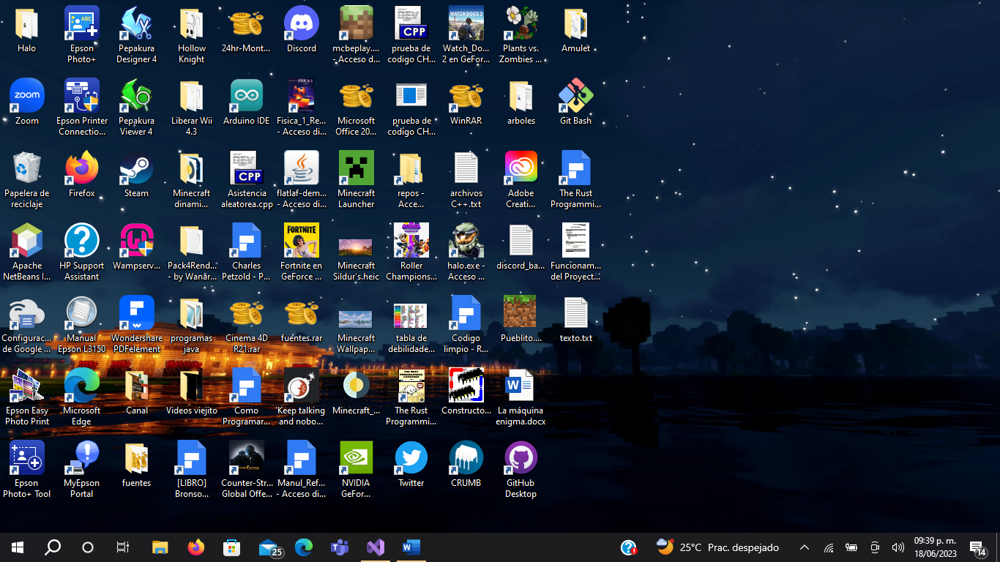 Halo
Epson
Photo+
Pepakura
Designer 4
Hollow
Knight
24hr-Mont...
Discord
mcbeplay....
- Acceso d...
prueba de
codigo CH...
Watch_Do...
2 en GeFor...
Plants vs.
Zombies ...
Amulet
Zoom
Epson Printer
Connectio...
Pepakura
Viewer 4
Liberar Wii
4.3
Arduino IDE
Fisica_1_Re...
- Acceso di...
Microsoft
Office 20...
prueba de
codigo CH...
WinRAR
arboles
Git Bash
Papelera de
reciclaje
Firefox
Steam
Minecraft
dinami...
Asistencia
aleatorea.cpp
flatlaf-dem...
- Acceso di...
Minecraft
Launcher
repos -
Acce...
archivos
C++.txt
Adobe
Creati...
The Rust
Programmi...
Apache
NetBeans I...
HP Support
Assistant
Wampserv...
Pack4Rend...
- by Wanär...
Charles
Petzold - P...
Fortnite en
GeForce ...
Minecraft
Sildur's.heic
Roller
Champions...
halo.exe -
Acceso ...
discord_ba...
Funcionam...
del Proyect...
Configurac...
de Google ...
Manual
Epson L3150
Wondershare
PDFelement
programas
java
Cinema 4D
R21.rar
fuentes.rar
Minecraft
Wallpap...
tabla de
debilidade...
Codigo
limpio - R...
Pueblito....
texto.txt
Epson Easy
Photo Print
Microsoft
Edge
Canal
Videos viejito
Como
Programar...
Keep talking
and nobo...
Minecraft_...
The Rust
Programmi...
Constructo...
La máquina
enigma.docx
Epson
Photo+ Tool
MyEpson
Portal
fuentes
[LIBRO]
Bronso...
Counter-Str...
Global Offe...
Manul_Ref...
- Acceso di...
NVIDIA
GeFor...
Twitter
CRUMB
GitHub
Desktop
25
25°C Prac. despejado
09:39 p. m.
18/06/2023
14